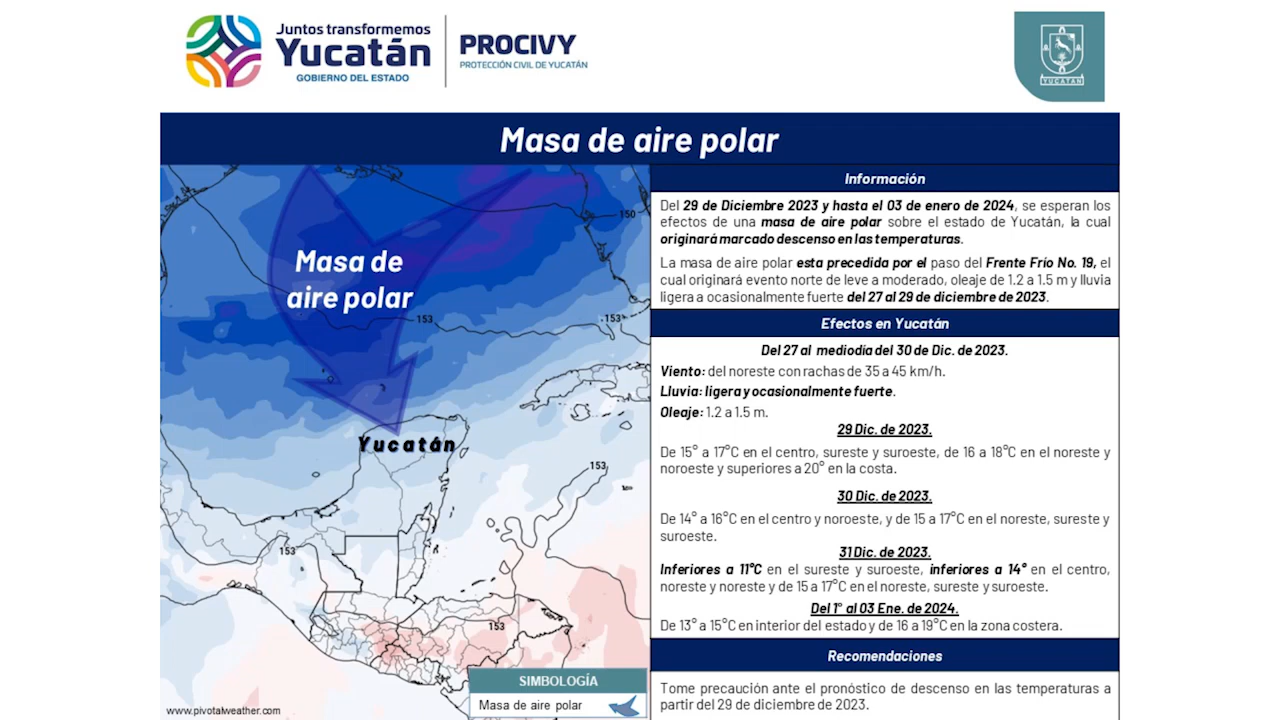 Juntos transformemos
Yucatán
GOBIERNO DEL ESTADO
PROCIVY
PROTECCIÓN CIVIL DE YUCATÁN
YUCATÁN
Masa de aire polar
Masa de
aire polar
150
153
153
Yucatán
153
153
153
SIMBOLOGÍA
Masa de aire polar
www.pivotalweather.com
Información
Del 29 de Diciembre 2023 y hasta el 03 de enero de 2024, se esperan los
efectos de una masa de aire polar sobre el estado de Yucatán, la cual
originará marcado descenso en las temperaturas.
La masa de aire polar esta precedida por el paso del Frente Frío No. 19, el
cual originará evento norte de leve a moderado, oleaje de 1.2 a 1.5 m y lluvia
ligera a ocasionalmente fuerte del 27 al 29 de diciembre de 2023.
Efectos en Yucatán
Del 27 al mediodía del 30 de Dic. de 2023.
Viento: del noreste con rachas de 35 a 45 km/h.
Lluvia: ligera y ocasionalmente fuerte.
Oleaje: 1.2 a 1.5 m.
29 Dic. de 2023.
De 15° a 17°C en el centro, sureste y suroeste, de 16 a 18°C en el noreste y
noroeste y superiores a 20° en la costa.
30 Dic. de 2023.
De 14° a 16°C en el centro y noroeste, y de 15 a 17°C en el noreste, sureste y
suroeste.
31 Dic. de 2023.
Inferiores a 11°C en el sureste y suroeste, inferiores a 14° en el centro,
noreste y noreste y de 15 a 17°C en el noreste, sureste y suroeste.
Del 1° al 03 Ene. de 2024.
De 13° a 15°C en interior del estado y de 16 a 19°C en la zona costera.
Recomendaciones
Tome precaución ante el pronóstico de descenso en las temperaturas a
partir del 29 de diciembre de 2023.